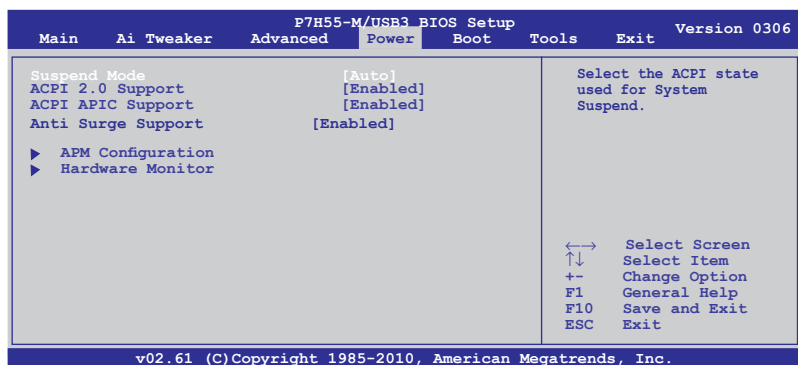 P7H55-M/USB3 BIOS Setup
Version 0306
Main Ai Tweaker Advanced Power Boot Tools Exit
Suspend Mode [Auto]
ACPI 2.0 Support [Enabled]
ACPI APIC Support [Enabled]
Anti Surge Support [Enabled]
▶ APM Configuration
▶ Hardware Monitor
Select the ACPI state
used for System
Suspend.
←→ Select Screen
↑↓ Select Item
+- Change Option
F1 General Help
F10 Save and Exit
ESC Exit
v02.61 (C)Copyright 1985-2010, American Megatrends, Inc.